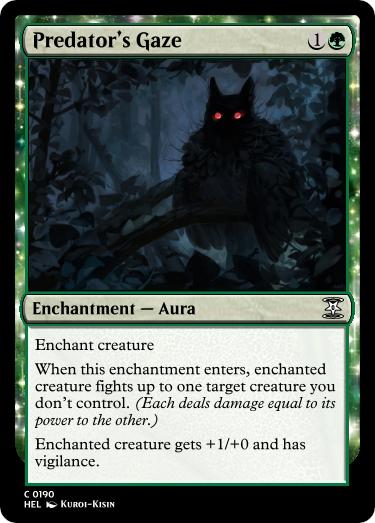 Predator's Gaze 1
Enchantment — Aura
Enchant creature
When this enchantment enters, enchanted
creature fights up to one target creature you
don't control. (Each deals damage equal to its
power to the other.)
Enchanted creature gets +1/+0 and has
vigilance.
C 0190
HEL Kuroi-Kisin